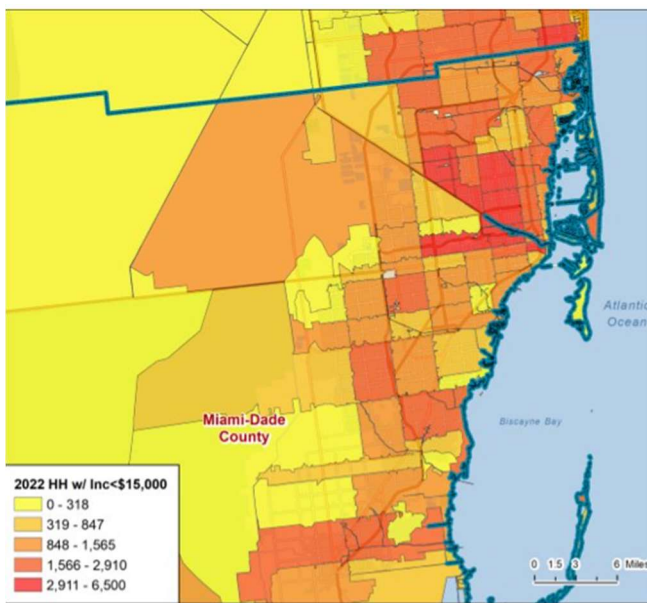 Atlantic
Ocean
Miami-Dade
County
Biscayne Bay
2022 HH w/ Inc<$15,000
0 - 318
319 - 847
848 - 1,565
1,566 - 2,910
2,911 - 6,500
0 1.5 3 6 Miles